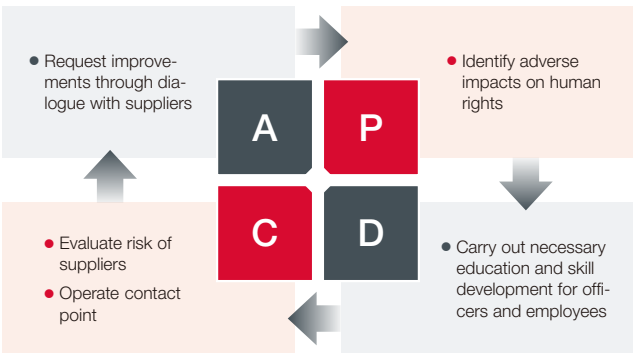 Request improve-
ments through dia-
logue with suppliers
Identify adverse
impacts on human
rights
A
P
C
D
Evaluate risk of
suppliers
Operate contact
point
Carry out necessary
education and skill
development for offi-
cers and employees